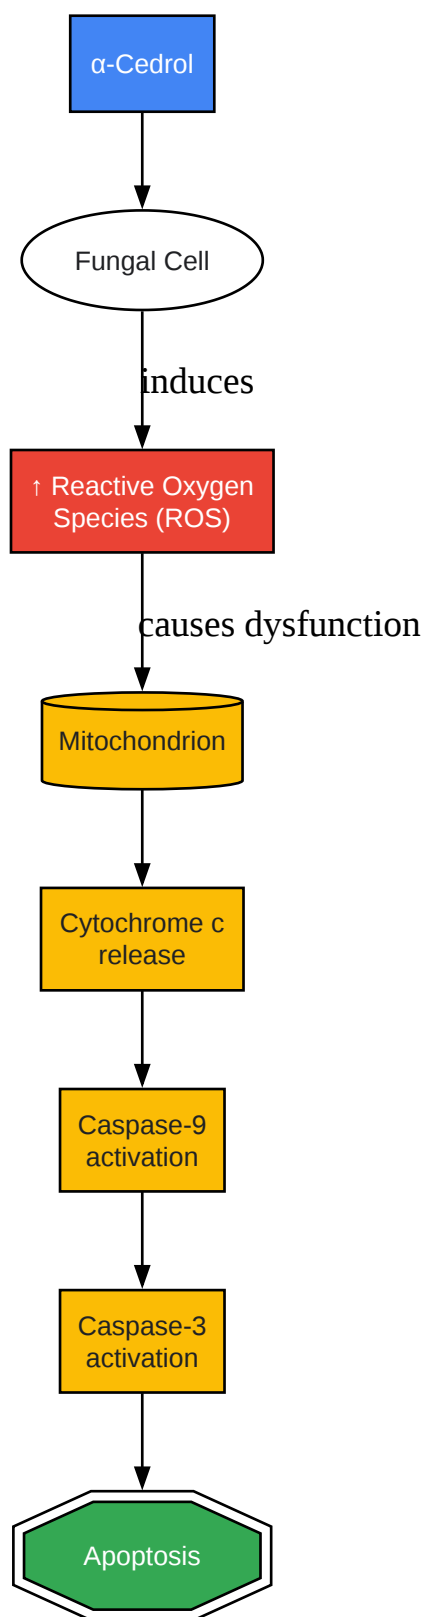 α-Cedrol
Fungal Cell
induces
↑ Reactive Oxygen
Species (ROS)
causes dysfunction
Mitochondrion
Cytochrome c
release
Caspase-9
activation
Caspase-3
activation
Apoptosis